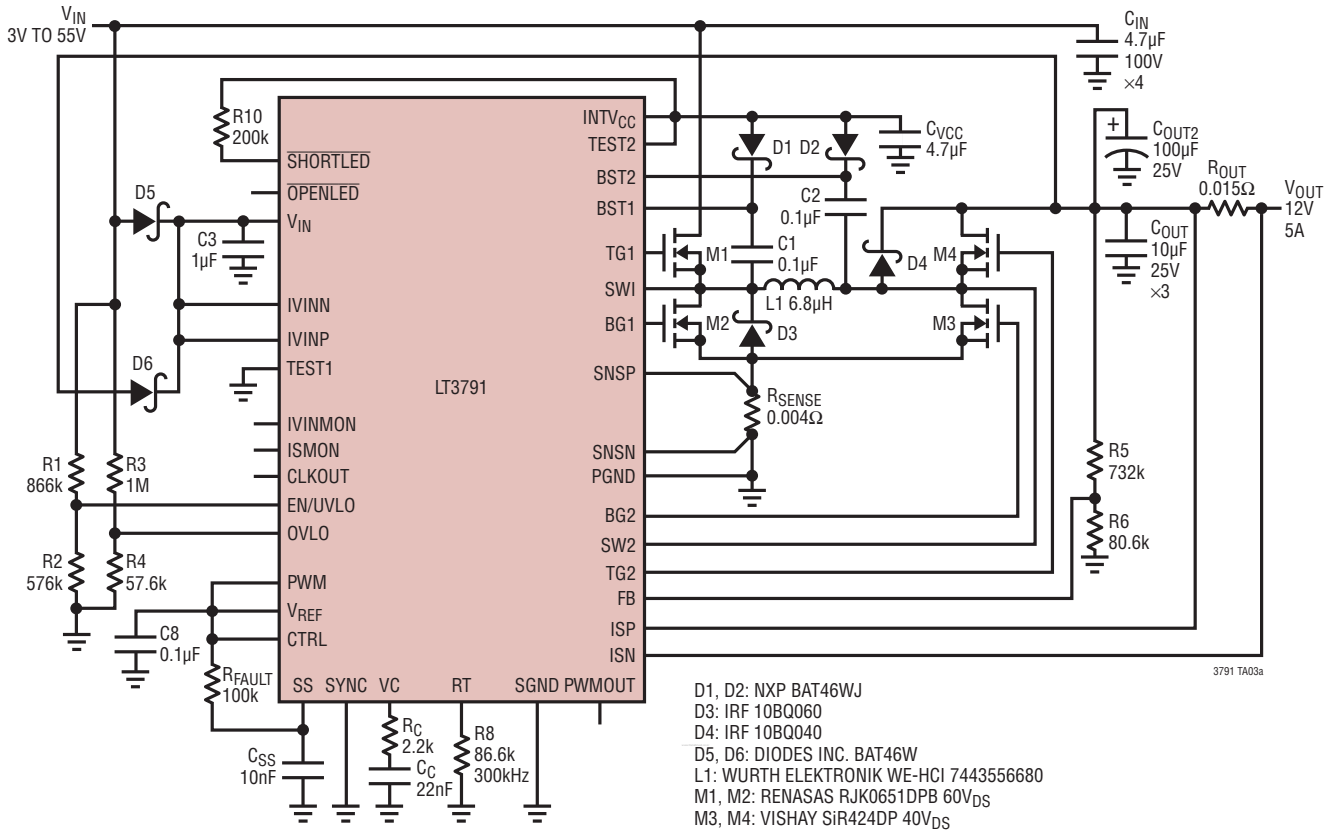 VIN
3V TO 55V
CIN
4.7µF
100V
×4
R10
200k
SHORTLED
OPENLED
VIN
IVINN
IVINP
TEST1
IVINMON
ISMON
CLKOUT
EN/UVLO
OVLO
PWM
VREF
CTRL
SS
SYNC
VC
RT
SGND
PWMOUT
LT3791
INTVCC
TEST2
BST2
BST1
TG1
SWI
BG1
SNSP
SNSN
PGND
BG2
SW2
TG2
FB
ISP
ISN
D5
C3
1µF
D6
R1
866k
R3
1M
R2
576k
R4
57.6k
C8
0.1µF
RFAULT
100k
CSS
10nF
RC
2.2k
CC
22nF
R8
86.6k
300kHz
D1
D2
CVCC
4.7µF
C2
0.1µF
C1
0.1µF
M1
M2
D3
L1 6.8µH
D4
M4
M3
RSENSE
0.004Ω
+
COUT2
100µF
25V
ROUT
0.015Ω
VOUT
12V
5A
COUT
10µF
25V
×3
R5
732k
R6
80.6k
3791 TA03a
D1, D2: NXP BAT46WJ
D3: IRF 10BQ060
D4: IRF 10BQ040
D5, D6: DIODES INC. BAT46W
L1: WURTH ELEKTRONIK WE-HCI 7443556680
M1, M2: RENASAS RJK0651DPB 60VDS
M3, M4: VISHAY SiR424DP 40VDS